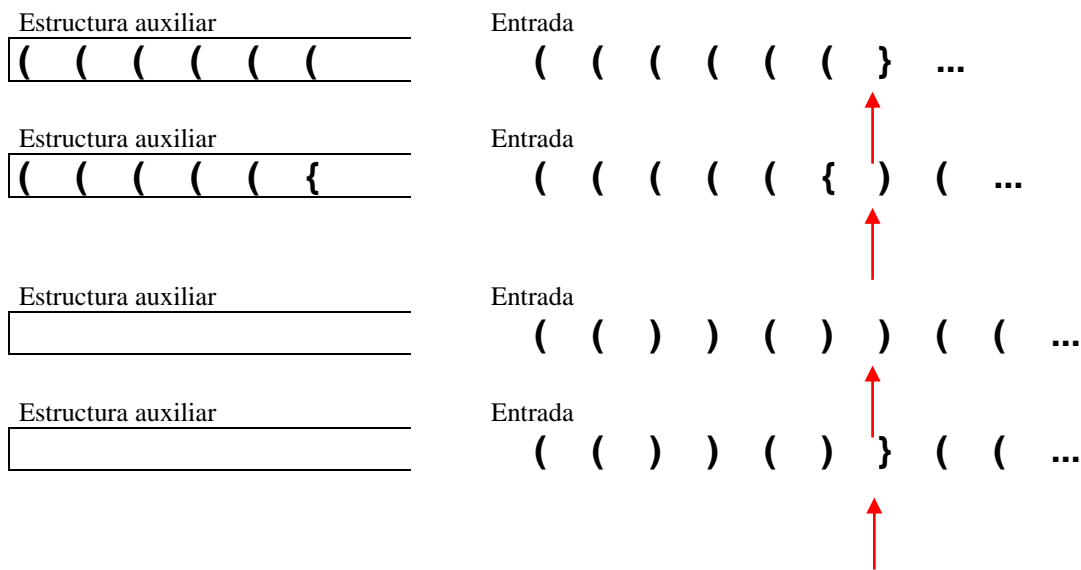 Estructura auxiliar Entrada
( ( ( ( ( ( ( ( ( ( ( ( } ...
Estructura auxiliar Entrada
( ( ( ( ( { ( ( ( ( ( { ) ( ...
Estructura auxiliar Entrada
( ( ) ) ( ) ) ( ( ...
Estructura auxiliar Entrada
( ( ) ) ( ) } ( ( ...